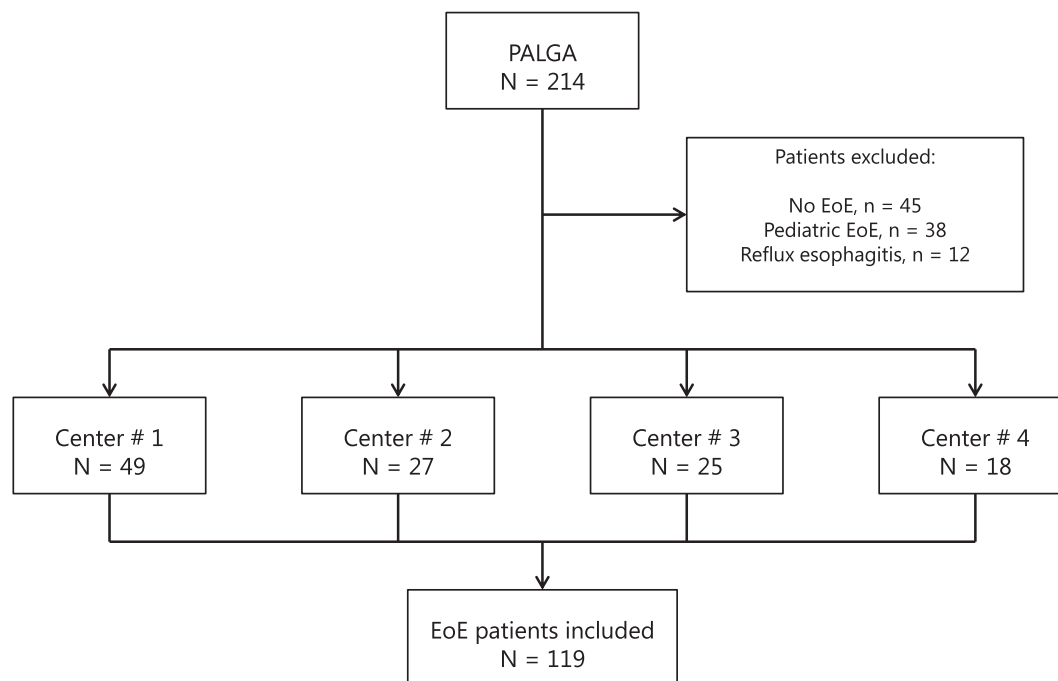 PALGA
N = 214
Patients excluded:
No EoE, n = 45
Pediatric EoE, n = 38
Reflux esophagitis, n = 12
Center # 1
N = 49
Center # 2
N = 27
Center # 3
N = 25
Center # 4
N = 18
EoE patients included
N = 119